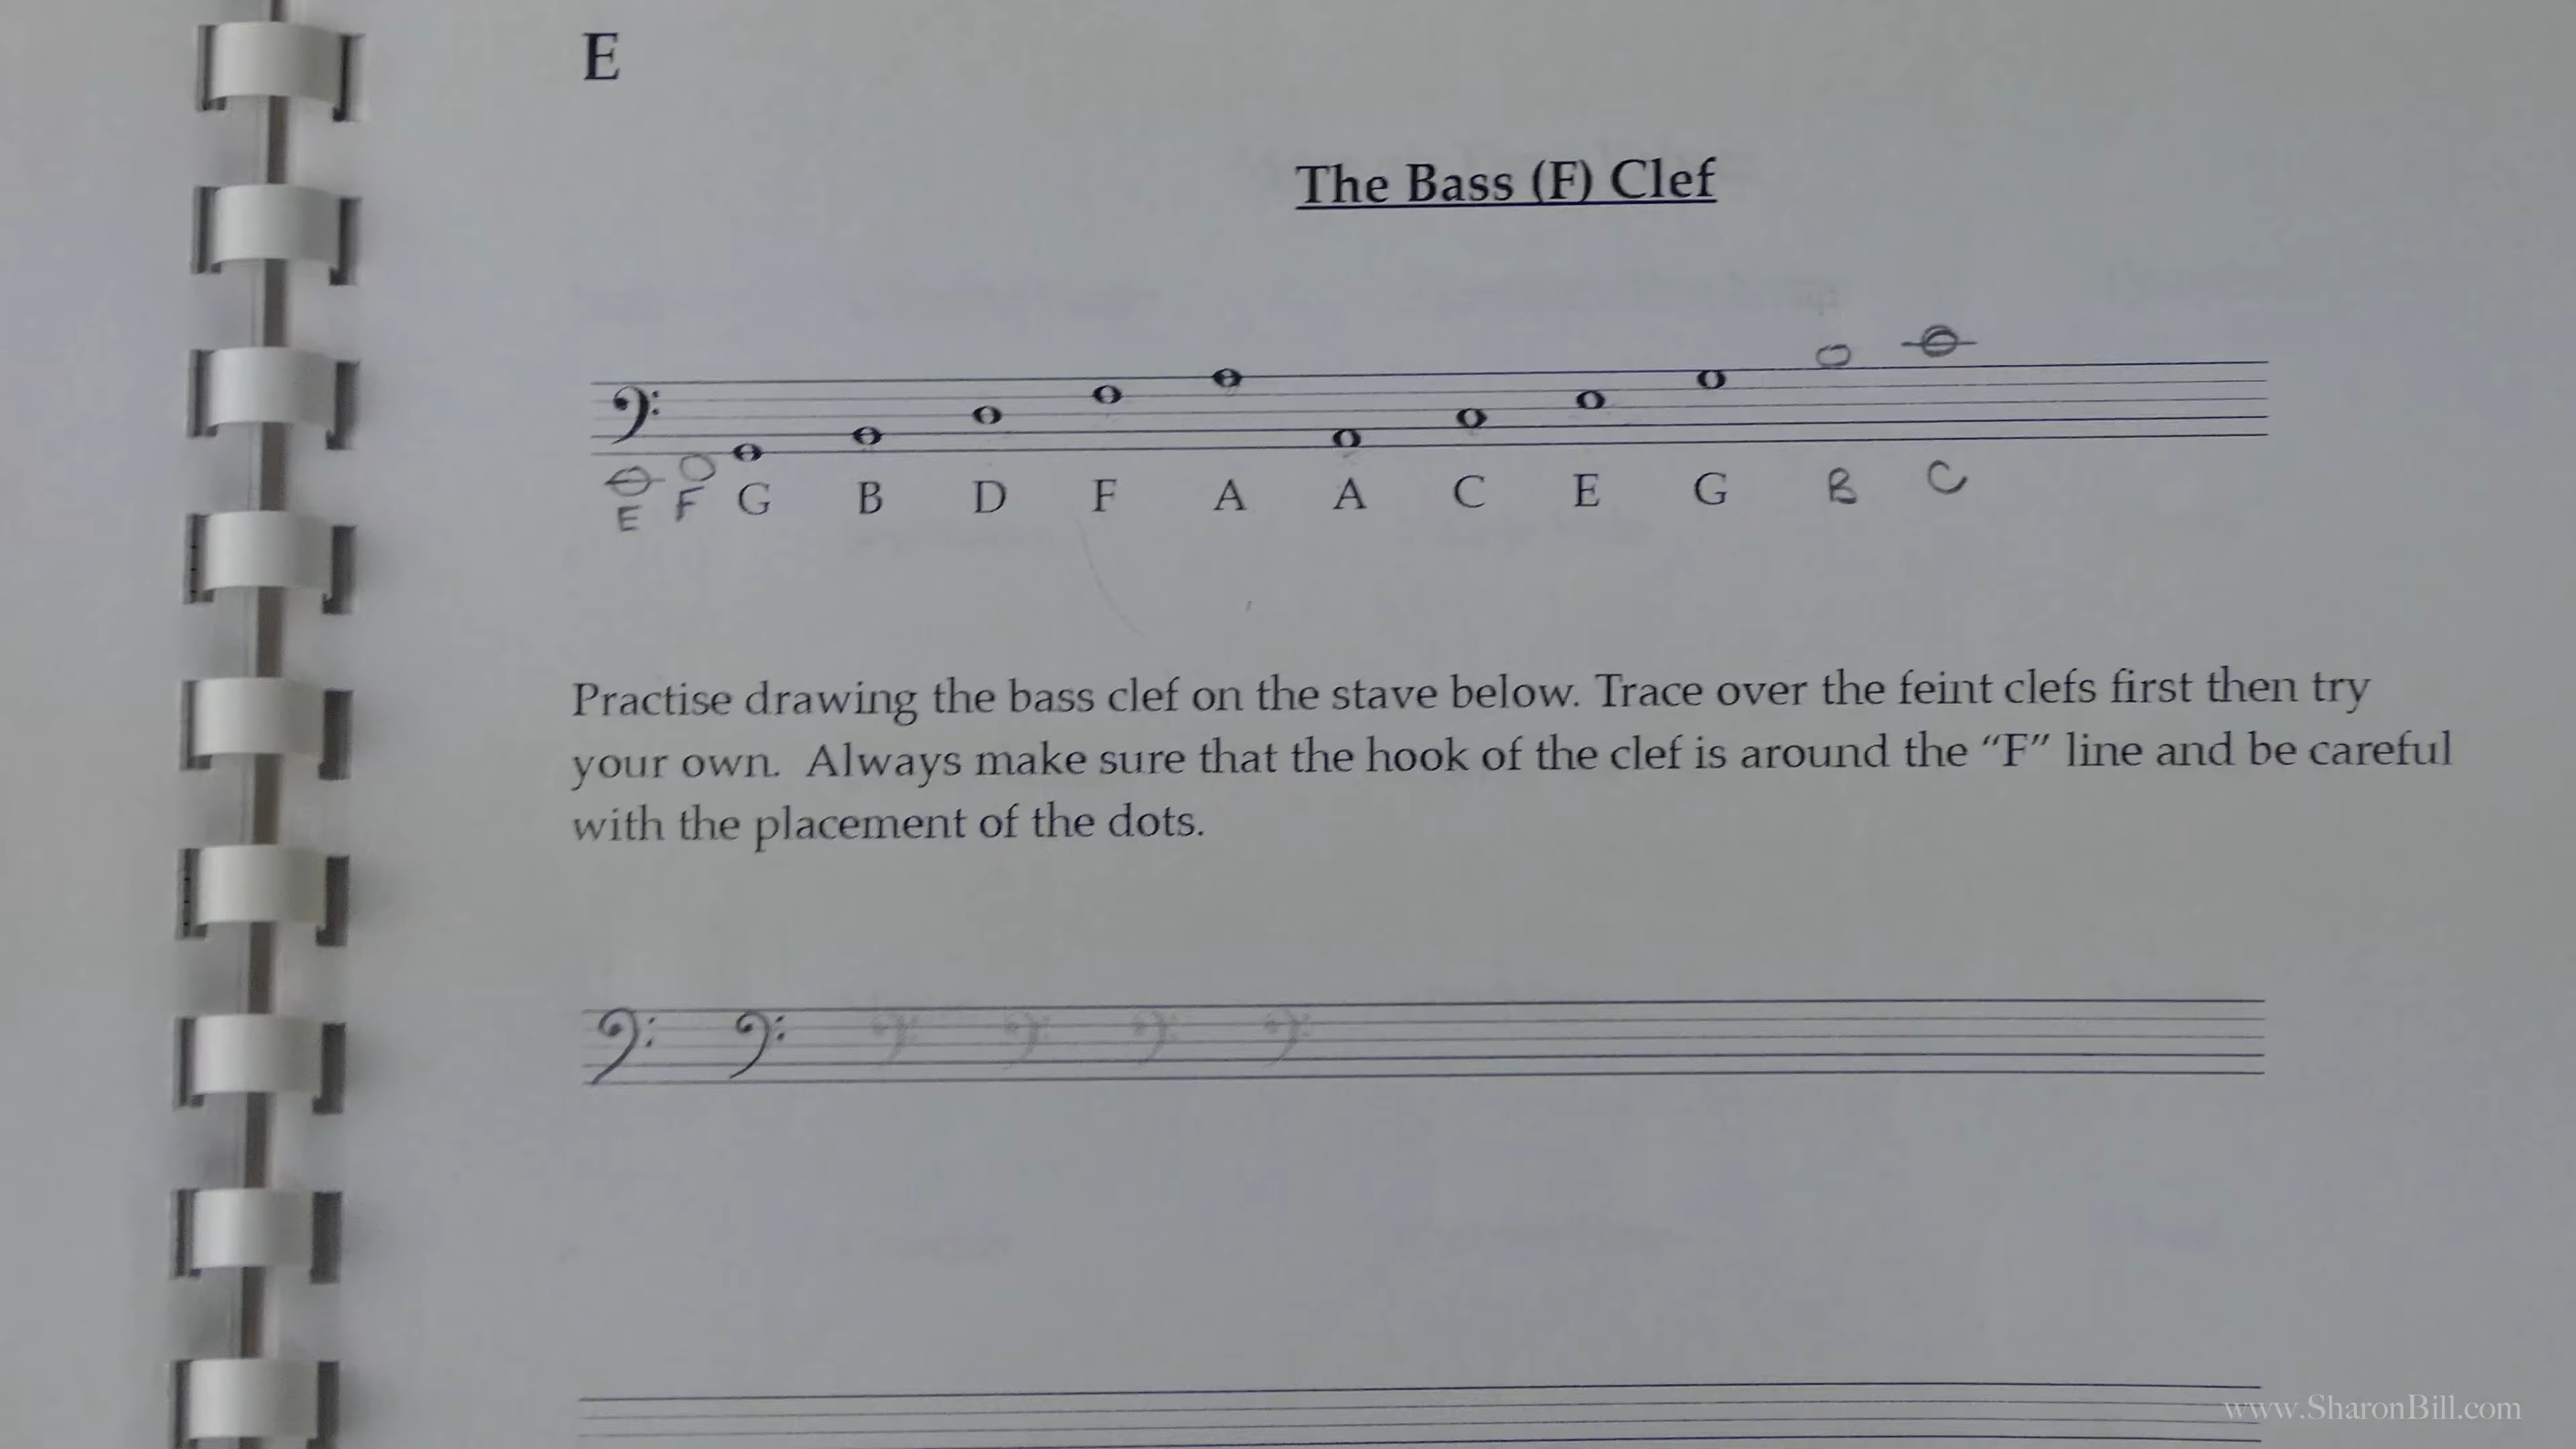 E
The Bass (F) Clef
E F G B D F A A C E G B C
Practise drawing the bass clef on the stave below. Trace over the feint clefs first then try
your own. Always make sure that the hook of the clef is around the “F” line and be careful
with the placement of the dots.
www.SharonBill.com